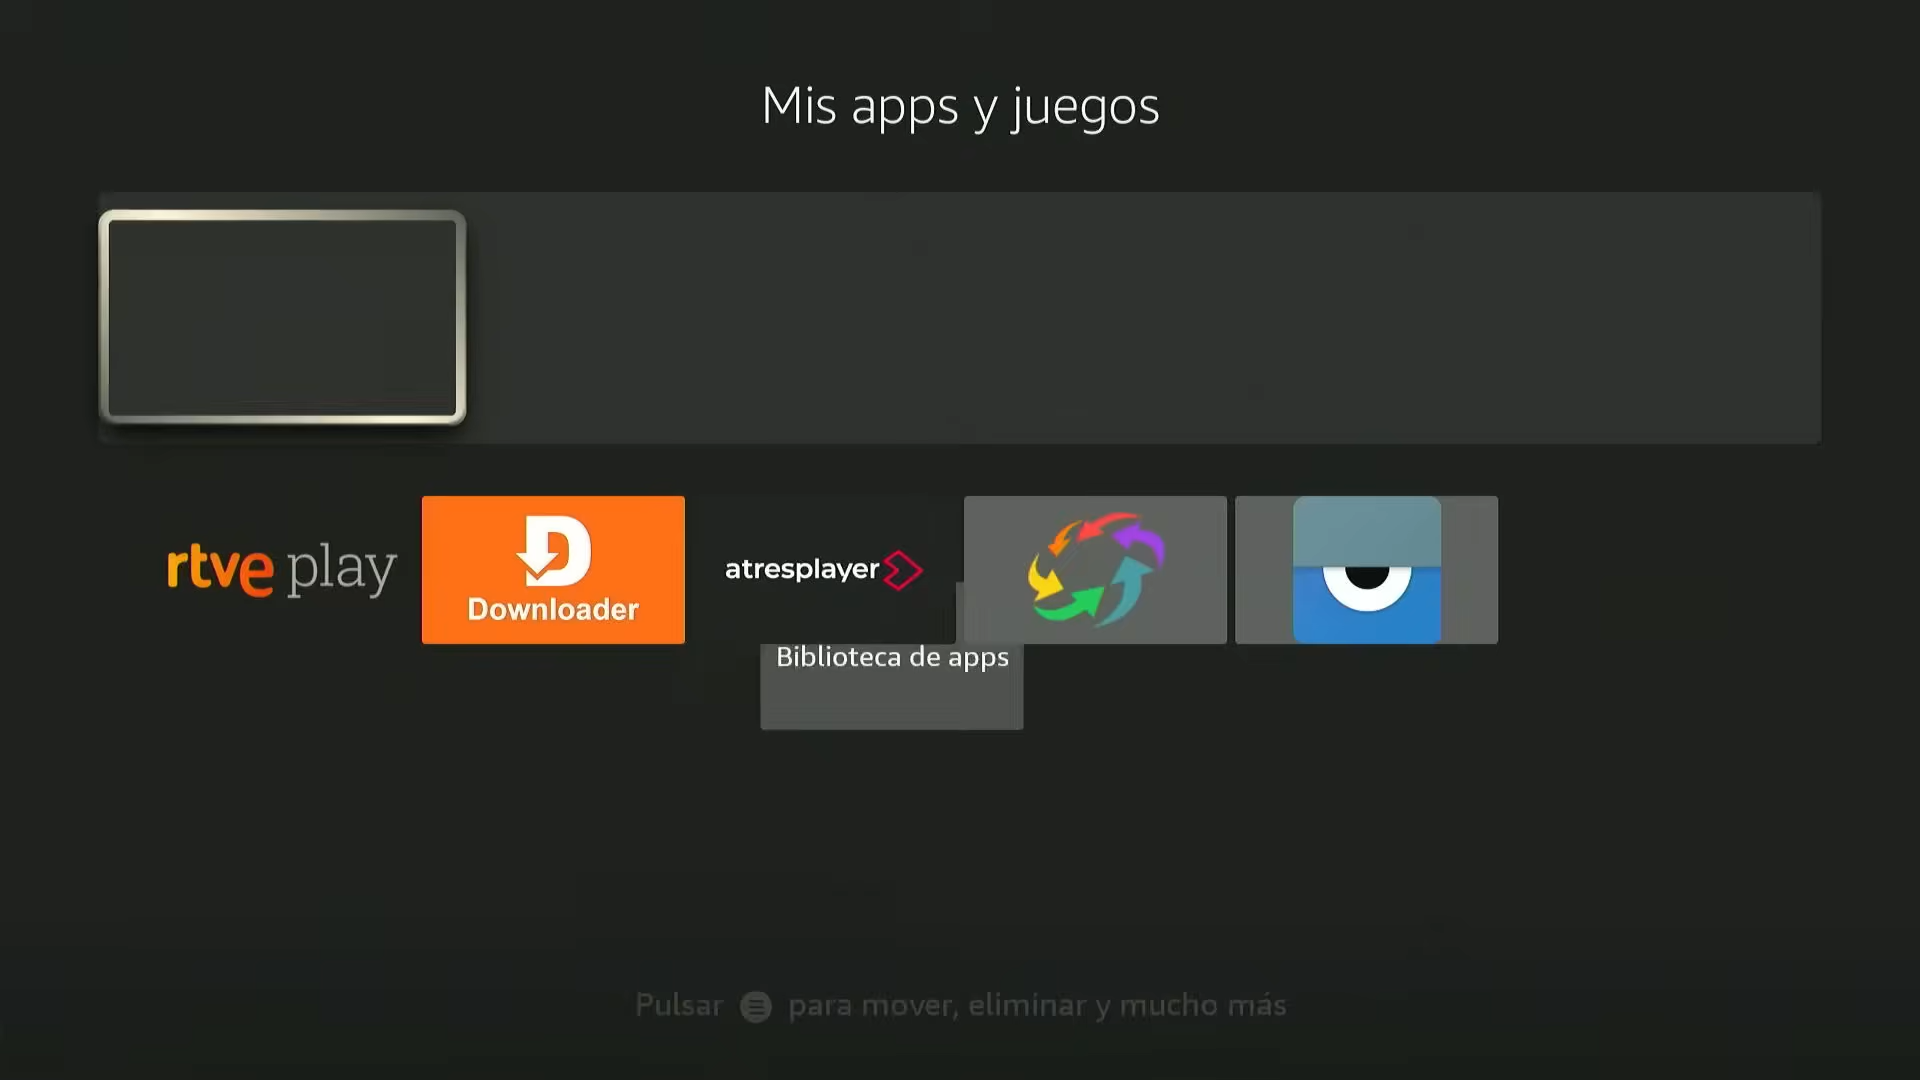 Mis apps y juegos
rtve play
Downloader
atresplayer
Biblioteca de apps
Pulsar para mover, eliminar y mucho más